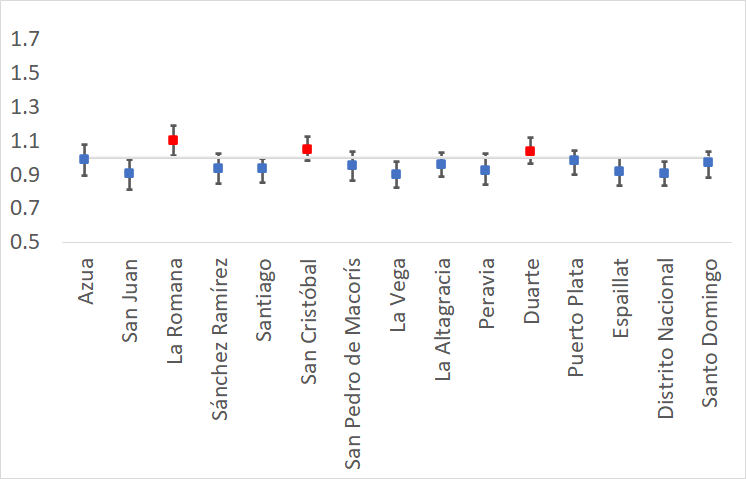 1.7
1.5
1.3
1.1
0.9
0.7
0.5
Azua
San Juan
La Romana
Sánchez Ramírez
Santiago
San Cristóbal
San Pedro de Macorís
La Vega
La Altagracia
Peravia
Duarte
Puerto Plata
Espaillat
Distrito Nacional
Santo Domingo